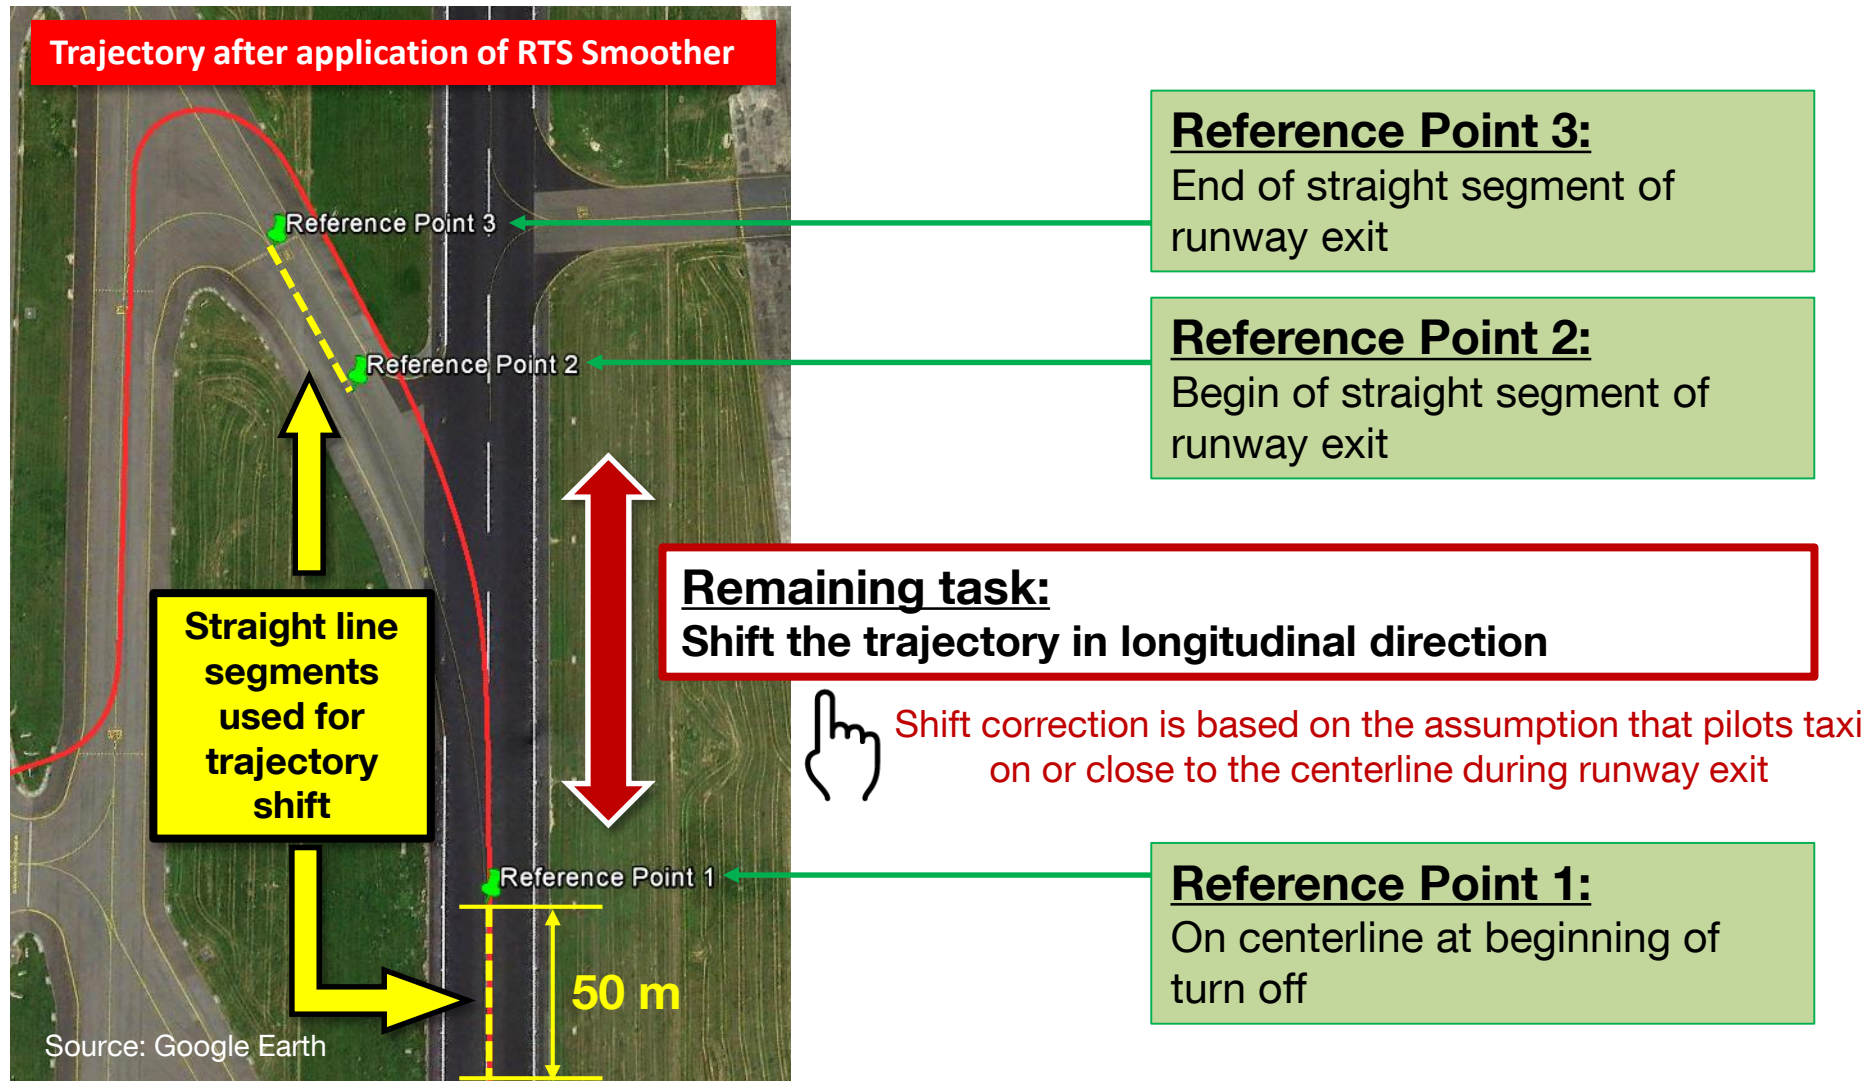 Trajectory after application of RTS Smoother
Reference Point 3
Reference Point 2
Straight line
segments
used for
trajectory
shift
Reference Point 1
50 m
Source: Google Earth
Reference Point 3:
End of straight segment of
runway exit
Reference Point 2:
Begin of straight segment of
runway exit
Remaining task:
Shift the trajectory in longitudinal direction
Shift correction is based on the assumption that pilots taxi
on or close to the centerline during runway exit
Reference Point 1:
On centerline at beginning of
turn off